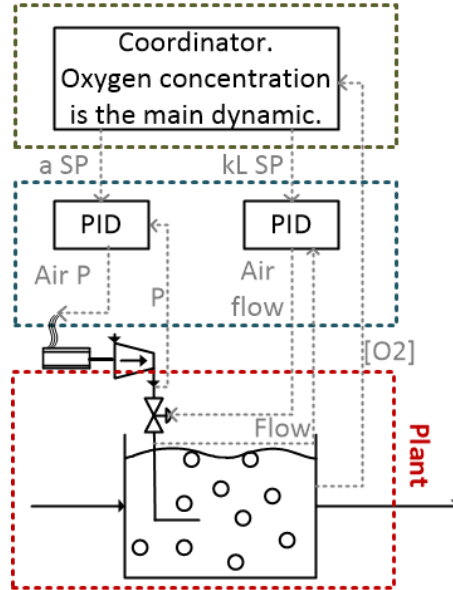 Coordinator.
Oxygen concentration
is the main dynamic.
a SP
kL SP
PID
PID
Air P
P
Air
flow
[O2]
Flow
Plant